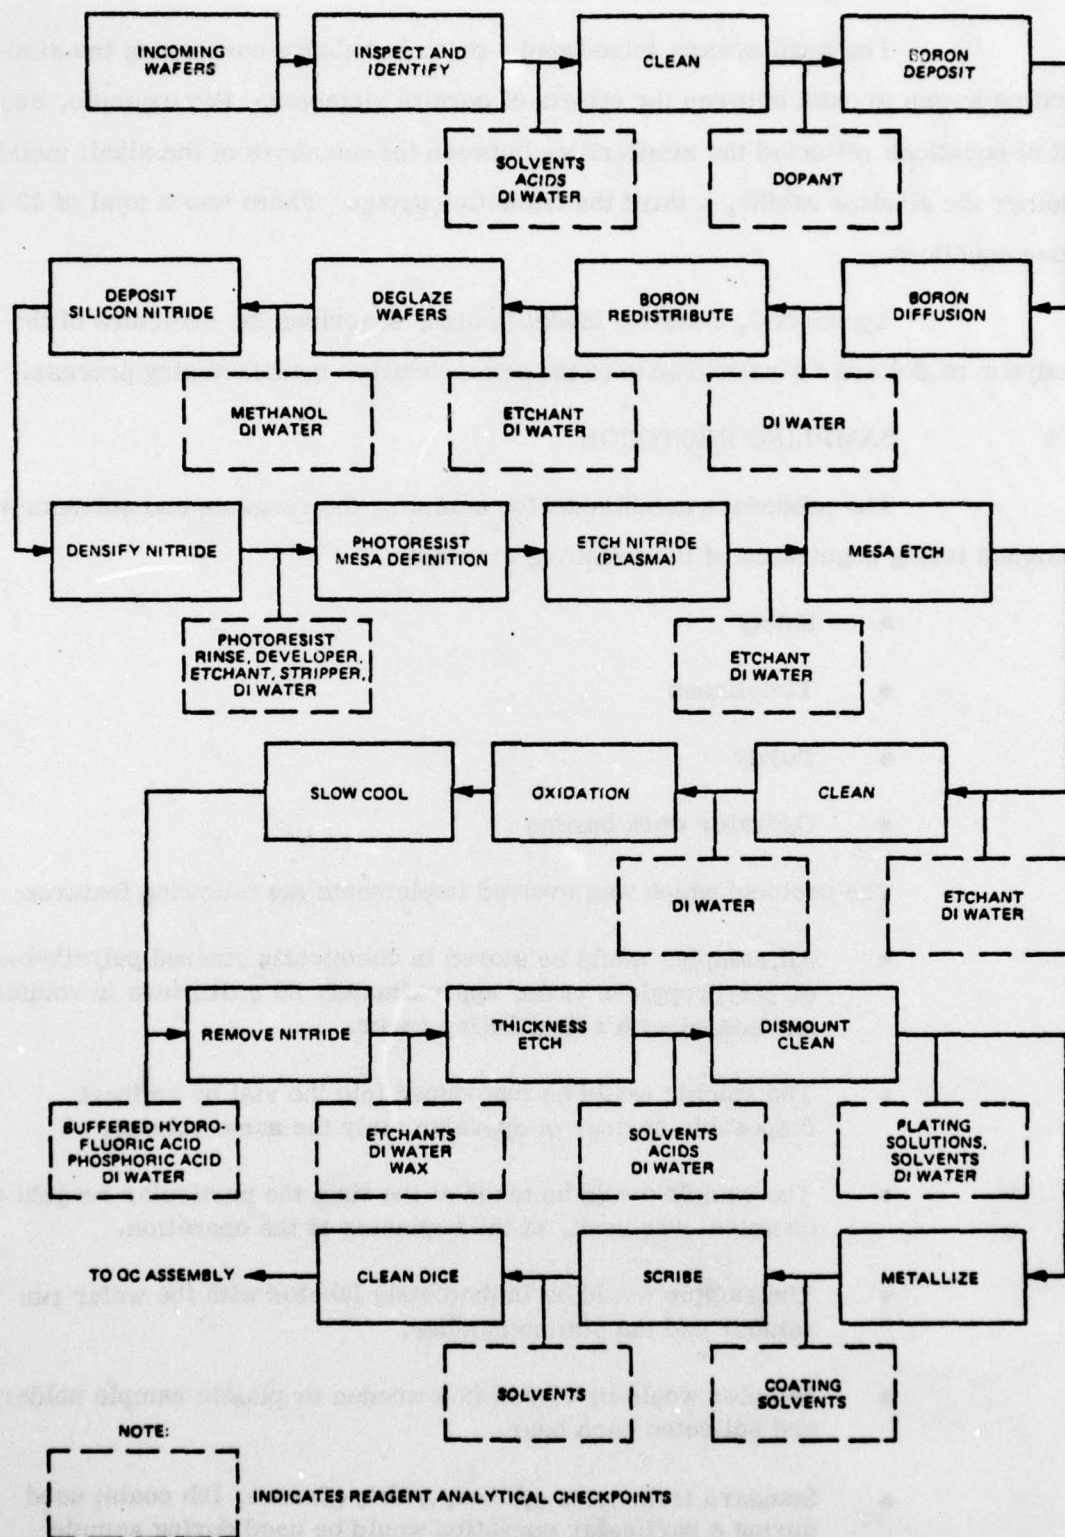 INCOMING
WAFERS
INSPECT AND
IDENTIFY
CLEAN
BORON
DEPOSIT
SOLVENTS
ACIDS
DI WATER
DOPANT
DEPOSIT
SILICON NITRIDE
DEGLAZE
WAFERS
BORON
REDISTRIBUTE
BORON
DIFFUSION
METHANOL
DI WATER
ETCHANT
DI WATER
DI WATER
DENSIFY NITRIDE
PHOTORESIST
MESA DEFINITION
ETCH NITRIDE
(PLASMA)
MESA ETCH
PHOTORESIST
RINSE, DEVELOPER,
ETCHANT, STRIPPER,
DI WATER
ETCHANT
DI WATER
SLOW COOL
OXIDATION
CLEAN
DI WATER
ETCHANT
DI WATER
REMOVE NITRIDE
THICKNESS
ETCH
DISMOUNT
CLEAN
BUFFERED HYDRO-
FLUORIC ACID
PHOSPHORIC ACID
DI WATER
ETCHANTS
DI WATER
WAX
SOLVENTS
ACIDS
DI WATER
PLATING
SOLUTIONS,
SOLVENTS
DI WATER
TO QC ASSEMBLY
CLEAN DICE
SCRIBE
METALLIZE
SOLVENTS
COATING
SOLVENTS
NOTE:
INDICATES REAGENT ANALYTICAL CHECKPOINTS